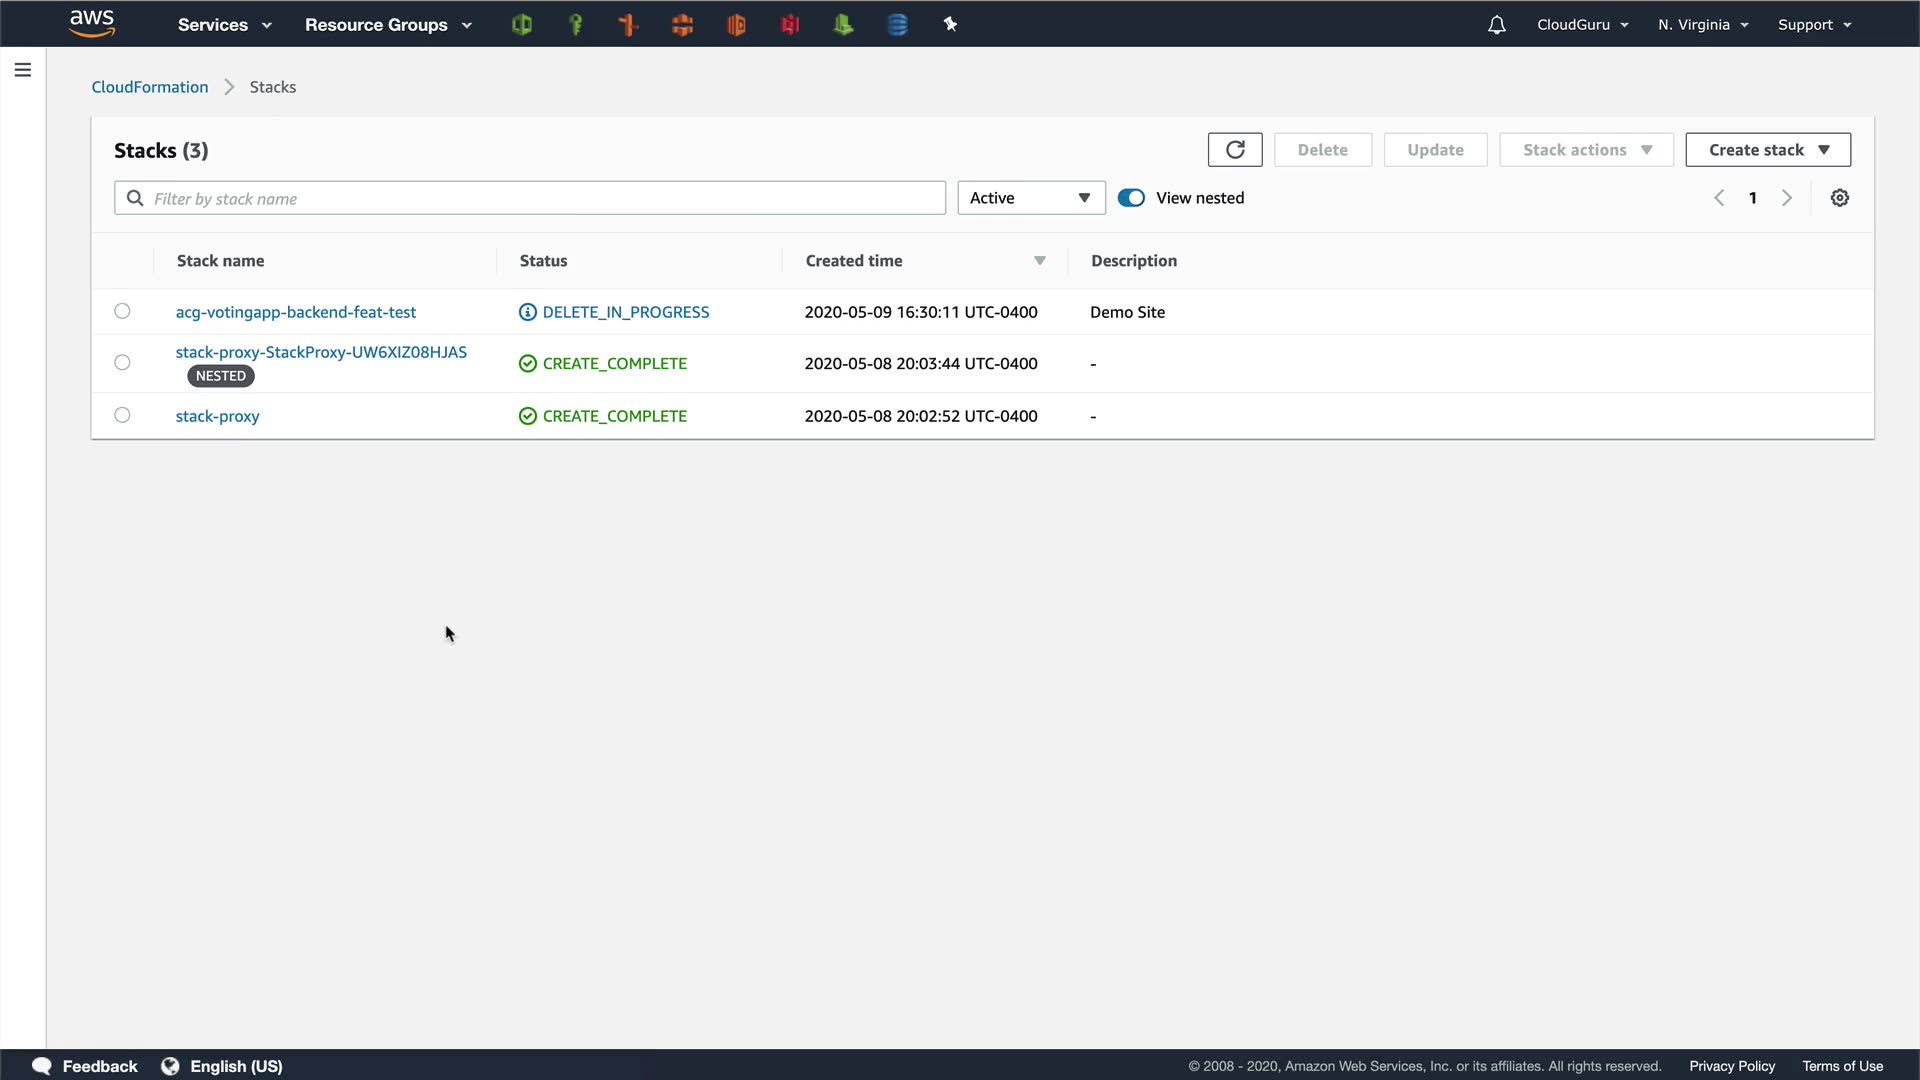 aws Services Resource Groups CloudGuru N. Virginia Support
CloudFormation Stacks
Stacks (3) Delete Update Stack actions Create stack
Filter by stack name Active View nested 1
Stack name Status Created time Description
acg-votingapp-backend-feat-test DELETE_IN_PROGRESS 2020-05-09 16:30:11 UTC-0400 Demo Site
stack-proxy-StackProxy-UW6XIZ08HJAS
NESTED
CREATE_COMPLETE 2020-05-08 20:03:44 UTC-0400 -
stack-proxy CREATE_COMPLETE 2020-05-08 20:02:52 UTC-0400 -
Feedback English (US) © 2008 - 2020, Amazon Web Services, Inc. or its affiliates. All rights reserved. Privacy Policy Terms of Use